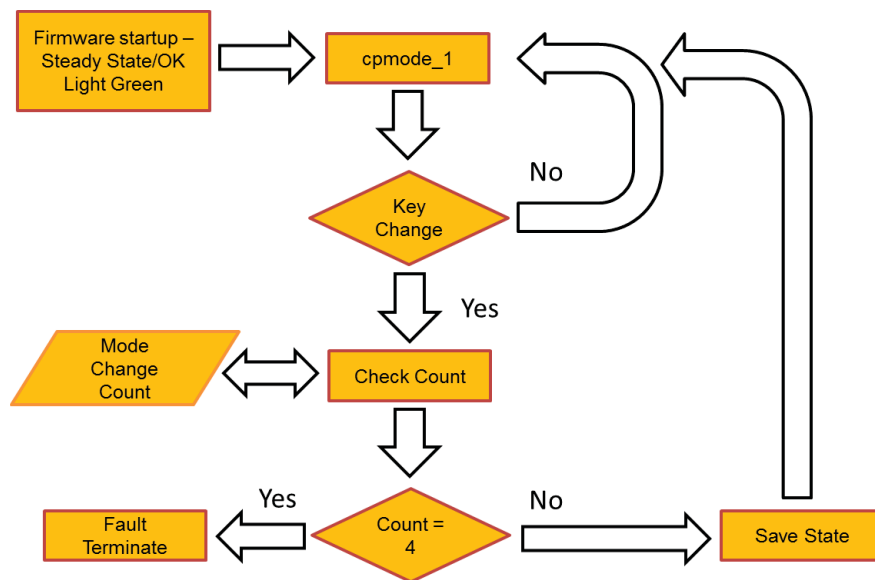 Firmware startup –
Steady State/OK
Light Green
cpmode_1
Key
Change
No
Yes
Mode
Change
Count
Check Count
Yes
Count =
4
No
Fault
Terminate
Save State